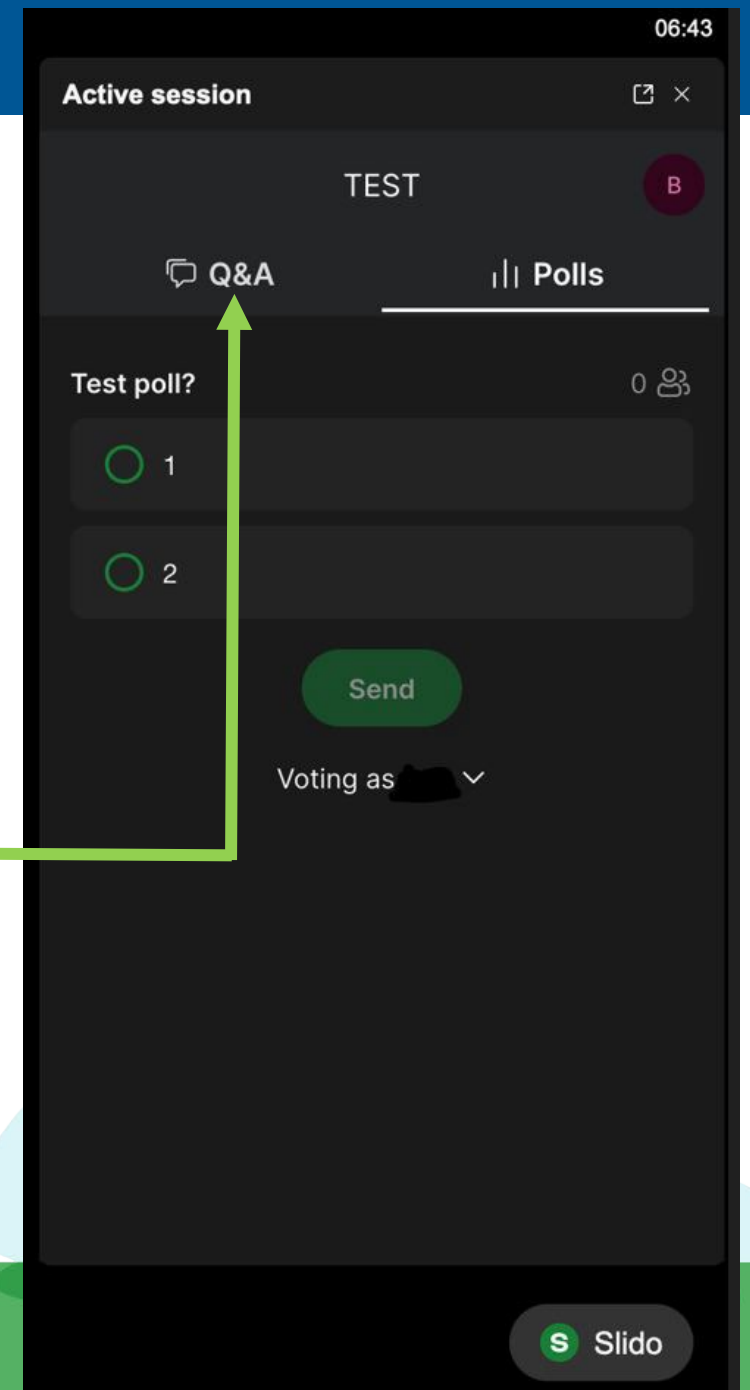 06:43
Active session
TEST
B
Q&A
Polls
Test poll?
0
1
2
Send
Voting as
S Slido